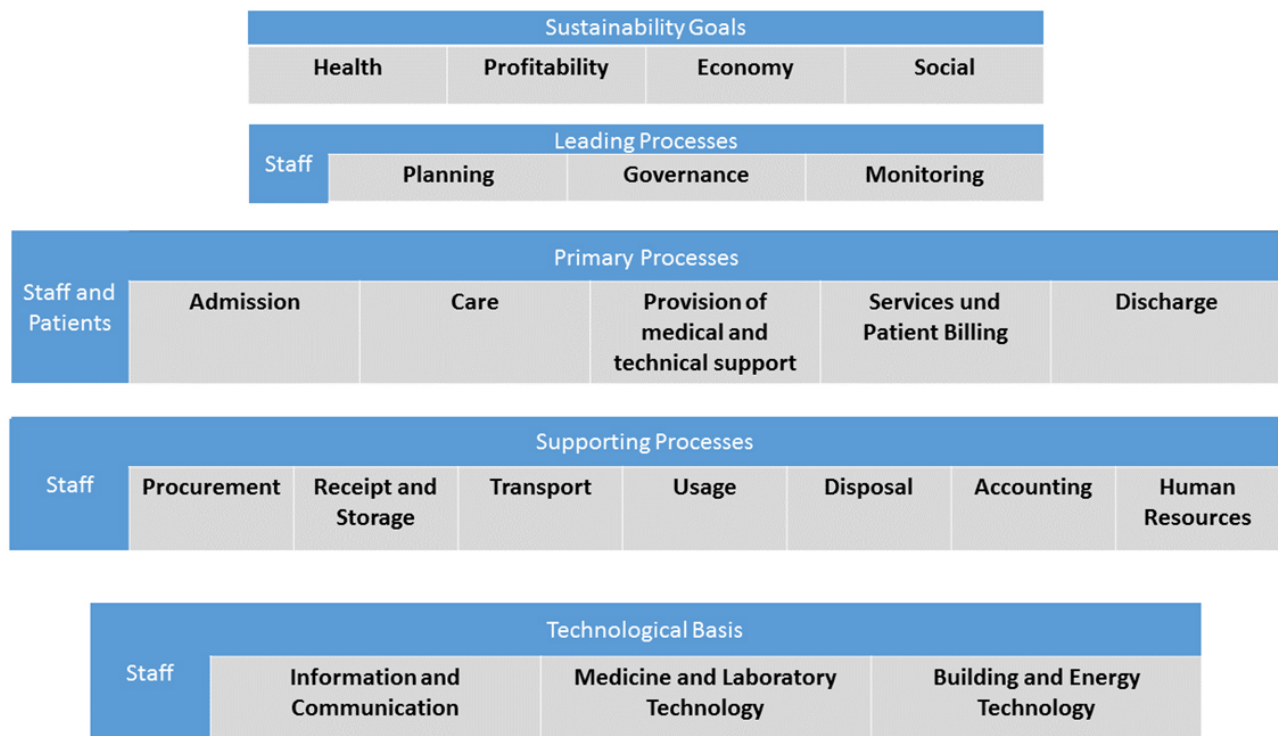 Sustainability Goals
Health Profitability Economy Social
Staff
Leading Processes
Planning Governance Monitoring
Staff and
Patients
Primary Processes
Admission
Care
Provision of
medical and
technical support
Services und
Patient Billing
Discharge
Staff
Supporting Processes
Procurement
Receipt and
Storage
Transport
Usage
Disposal
Accounting
Human
Resources
Staff
Technological Basis
Information and
Communication
Medicine and Laboratory
Technology
Building and Energy
Technology